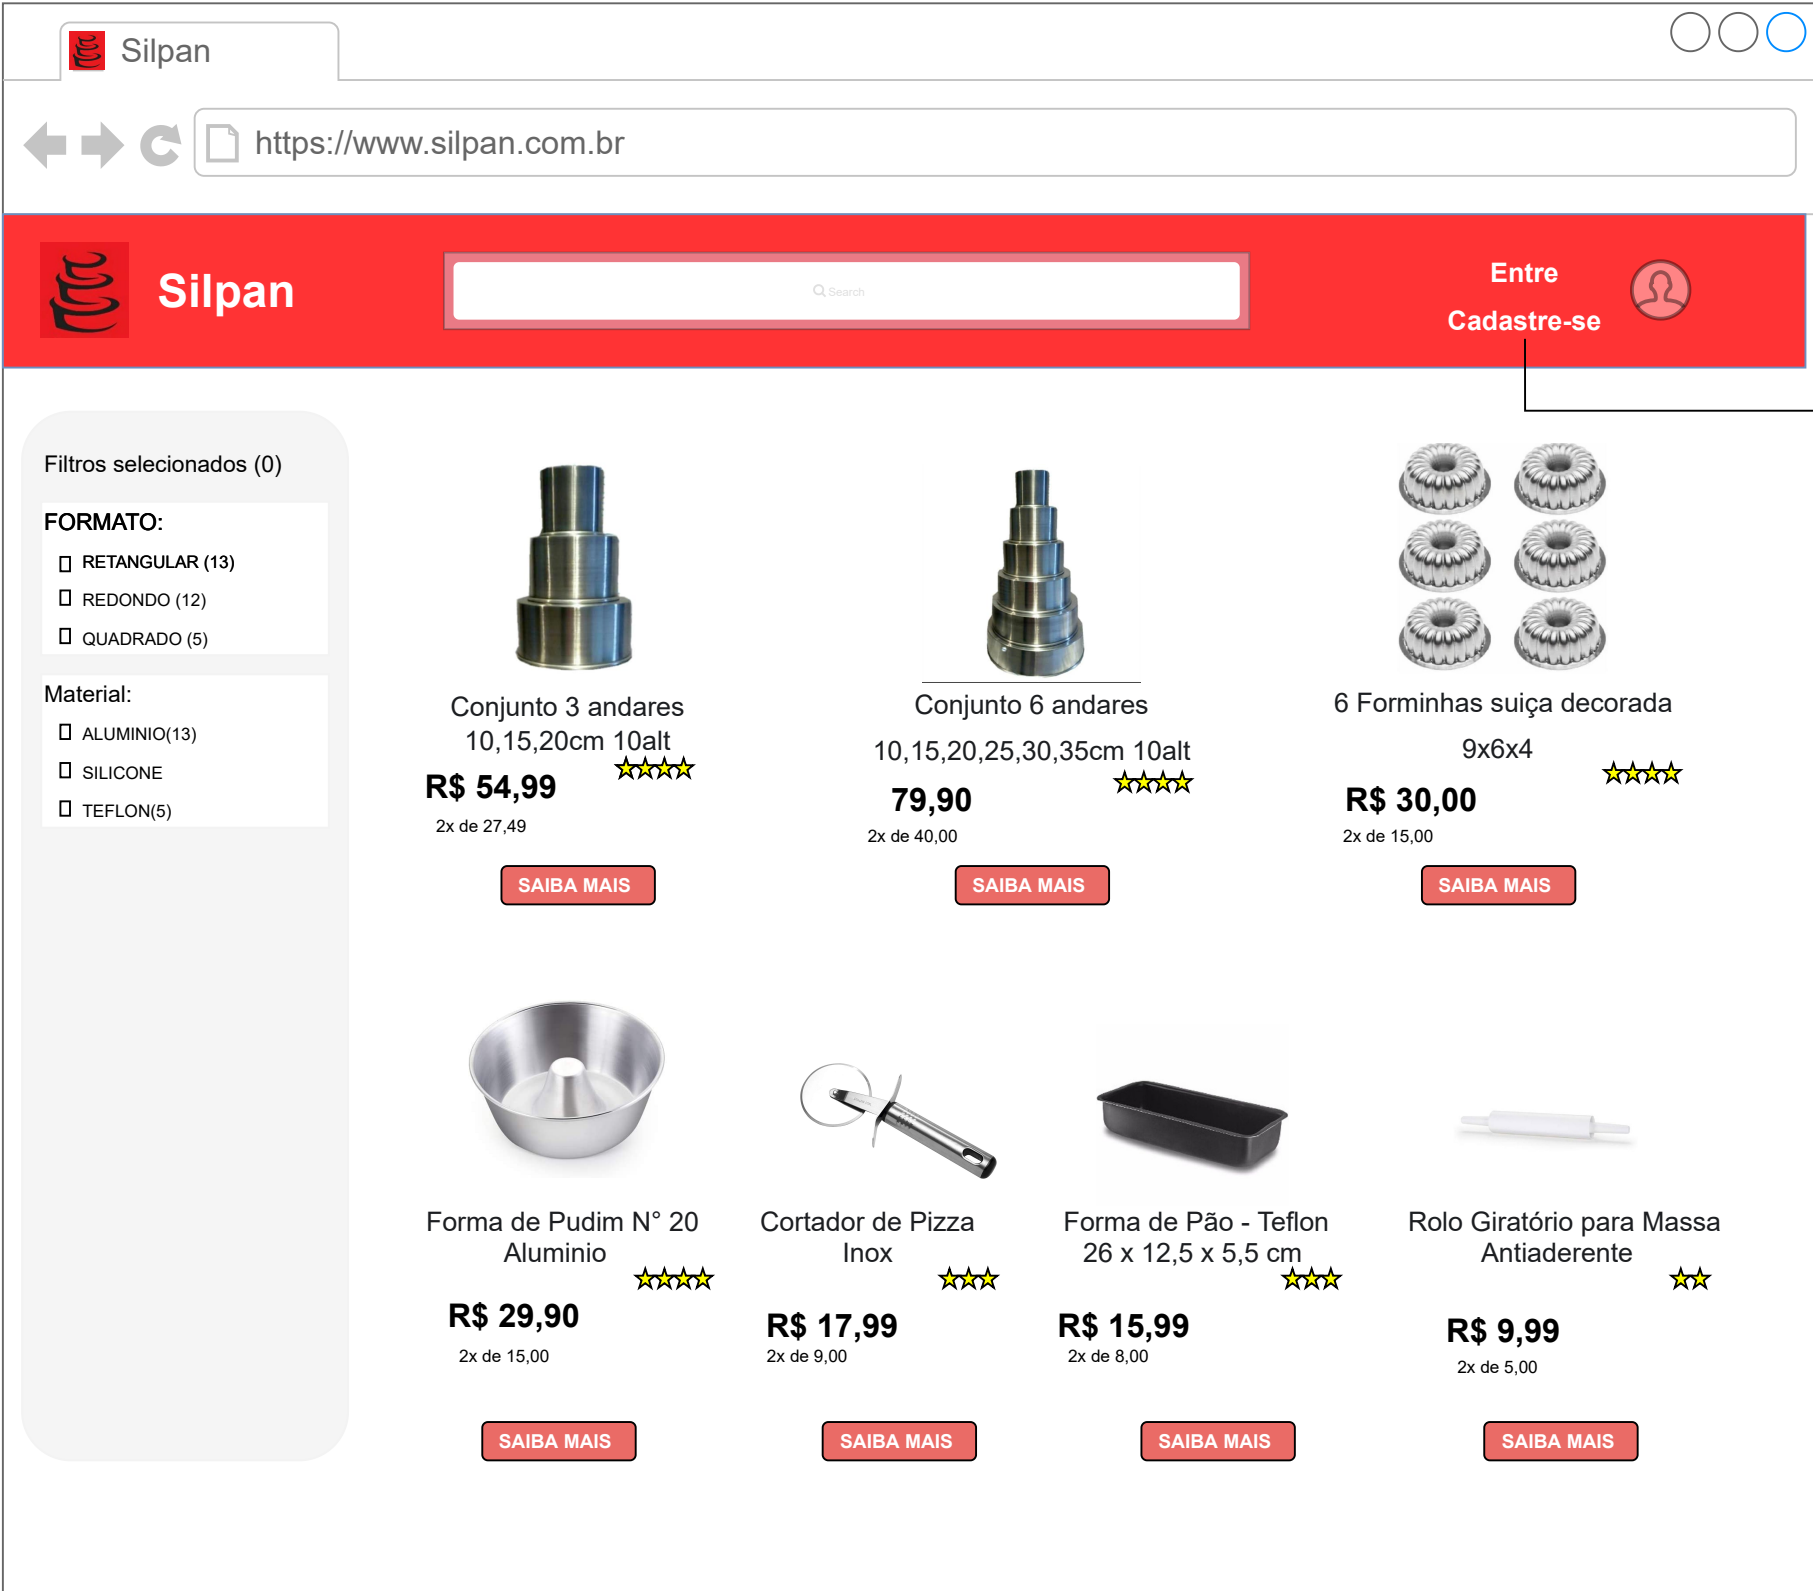 Silpan
https://www.silpan.com.br
Silpan
Search
Entre
Cadastre-se
Filtros selecionados (0)
FORMATO:
RETANGULAR (13)
REDONDO (12)
QUADRADO (5)
Material:
ALUMINIO(13)
SILICONE
TEFLON(5)
Conjunto 3 andares
10,15,20cm 10alt
R$ 54,99
2x de 27,49
SAIBA MAIS
Conjunto 6 andares
10,15,20,25,30,35cm 10alt
79,90
2x de 40,00
SAIBA MAIS
6 Forminhas suiça decorada
9x6x4
R$ 30,00
2x de 15,00
SAIBA MAIS
Forma de Pudim N° 20
Aluminio
R$ 29,90
2x de 15,00
SAIBA MAIS
Cortador de Pizza
Inox
R$ 17,99
2x de 9,00
SAIBA MAIS
Forma de Pão - Teflon
26 x 12,5 x 5,5 cm
R$ 15,99
2x de 8,00
SAIBA MAIS
Rolo Giratório para Massa
Antiaderente
R$ 9,99
2x de 5,00
SAIBA MAIS